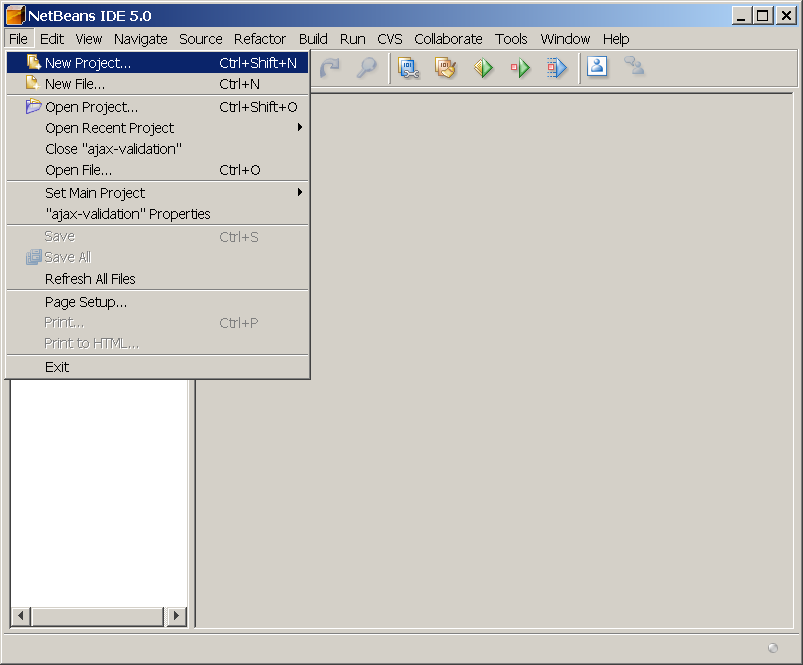 NetBeans IDE 5.0
File Edit View Navigate Source Refactor Build Run CVS Collaborate Tools Window Help
New Project... Ctrl+Shift+N
New File... Ctrl+N
Open Project... Ctrl+Shift+O
Open Recent Project
Close "ajax-validation"
Open File... Ctrl+O
Set Main Project
"ajax-validation" Properties
Save Ctrl+S
Save All
Refresh All Files
Page Setup...
Print... Ctrl+P
Print to HTML...
Exit